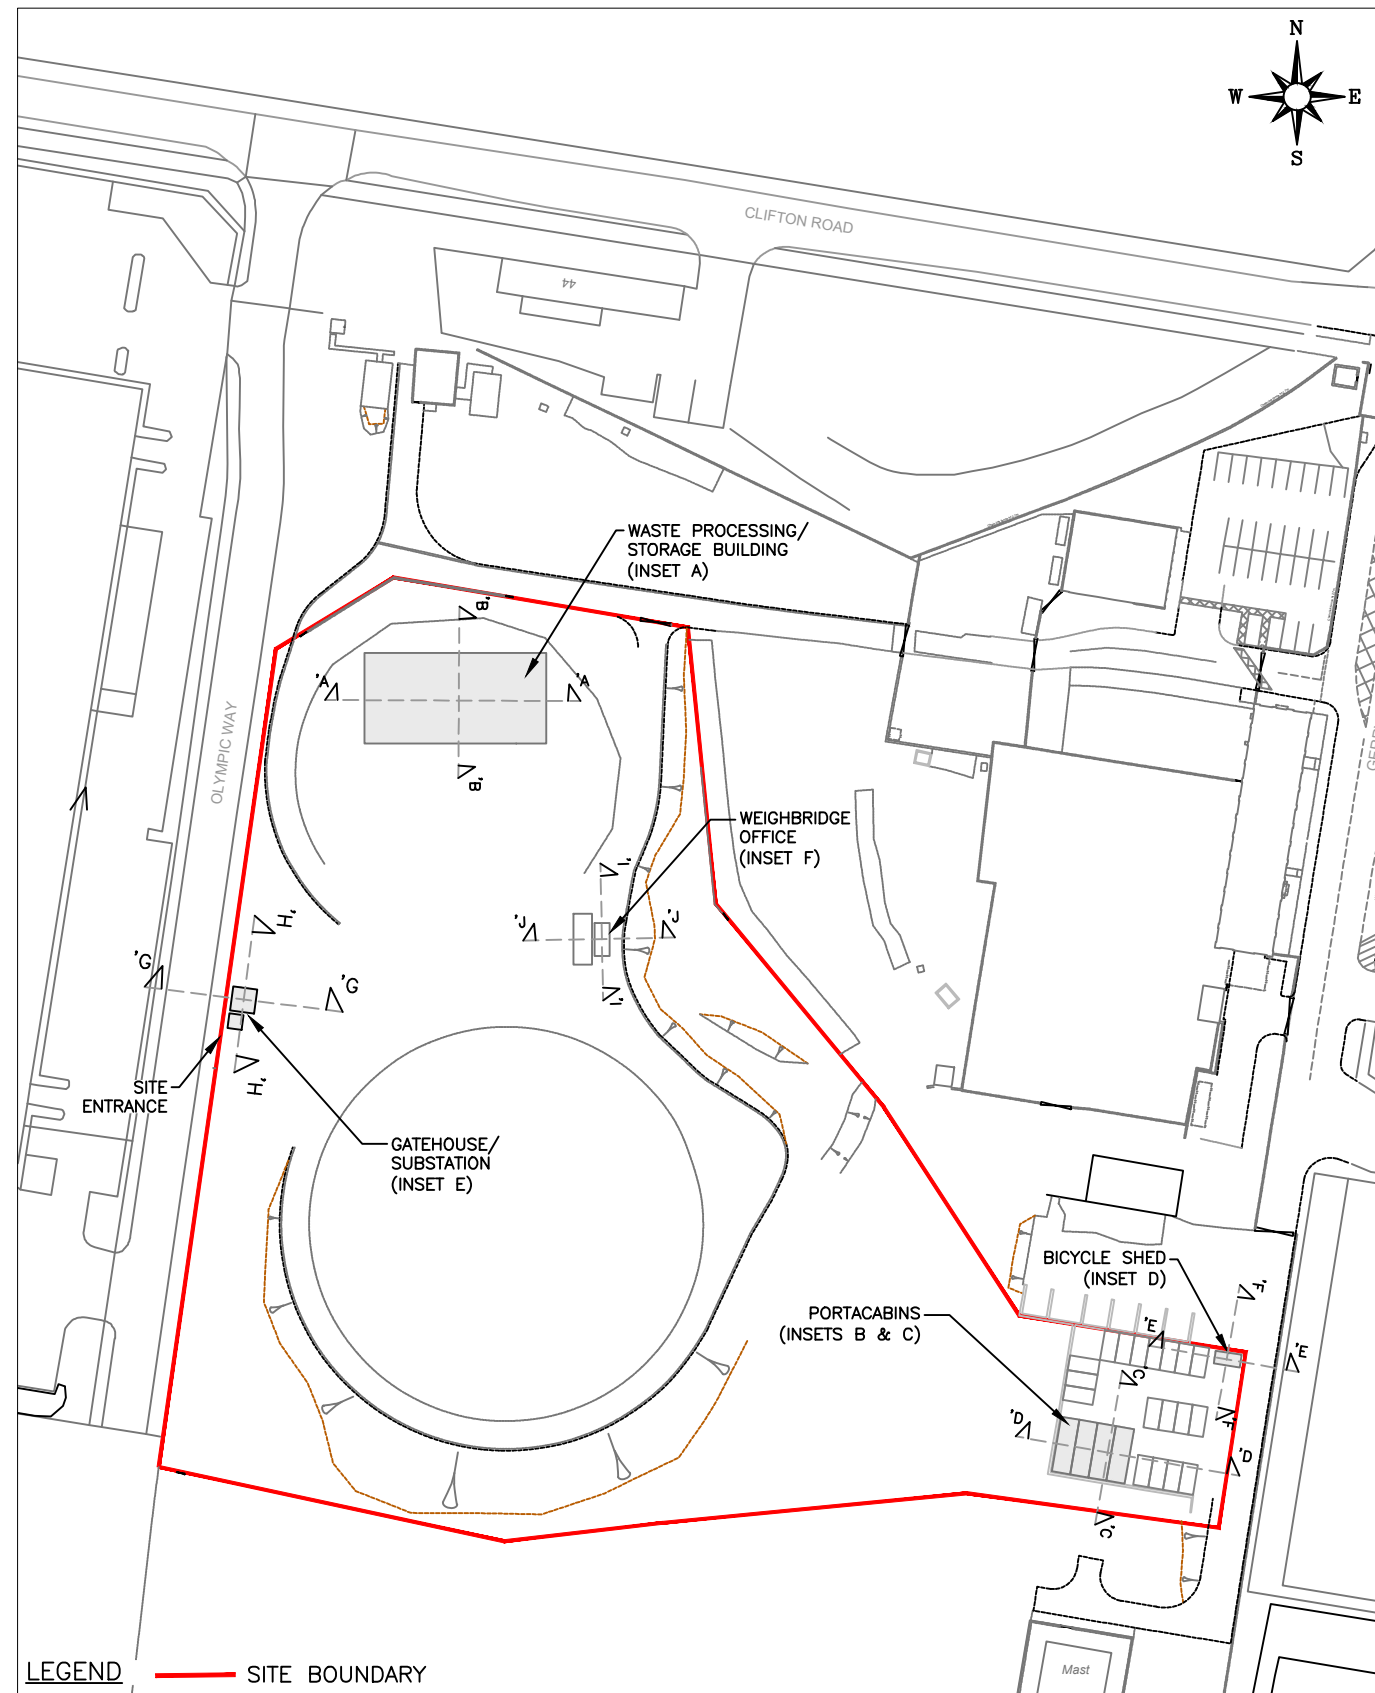 N
W E
S
CLIFTON ROAD
44
WASTE PROCESSING/
STORAGE BUILDING
(INSET A)
'B'
'A'
'A'
'B'
OLYMPIC WAY
WEIGHBRIDGE
OFFICE
(INSET F)
'I'
'J'
'J'
'I'
'H'
'G'
'G'
'H'
SITE
ENTRANCE
GATEHOUSE/
SUBSTATION
(INSET E)
BICYCLE SHED
(INSET D)
PORTACABINS
(INSETS B & C)
'F'
'E'
'E'
'C'
'D'
'F'
'D'
'C'
Mast
LEGEND
SITE BOUNDARY